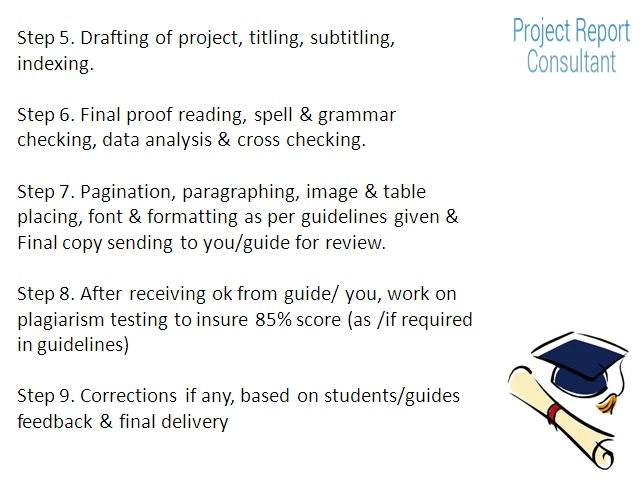 Project Report
Consultant
Step 5. Drafting of project, titling, subtitling,
indexing.
Step 6. Final proof reading, spell & grammar
checking, data analysis & cross checking.
Step 7. Pagination, paragraphing, image & table
placing, font & formatting as per guidelines given &
Final copy sending to you/guide for review.
Step 8. After receiving ok from guide/ you, work on
plagiarism testing to insure 85% score (as /if required
in guidelines)
Step 9. Corrections if any, based on students/guides
feedback & final delivery